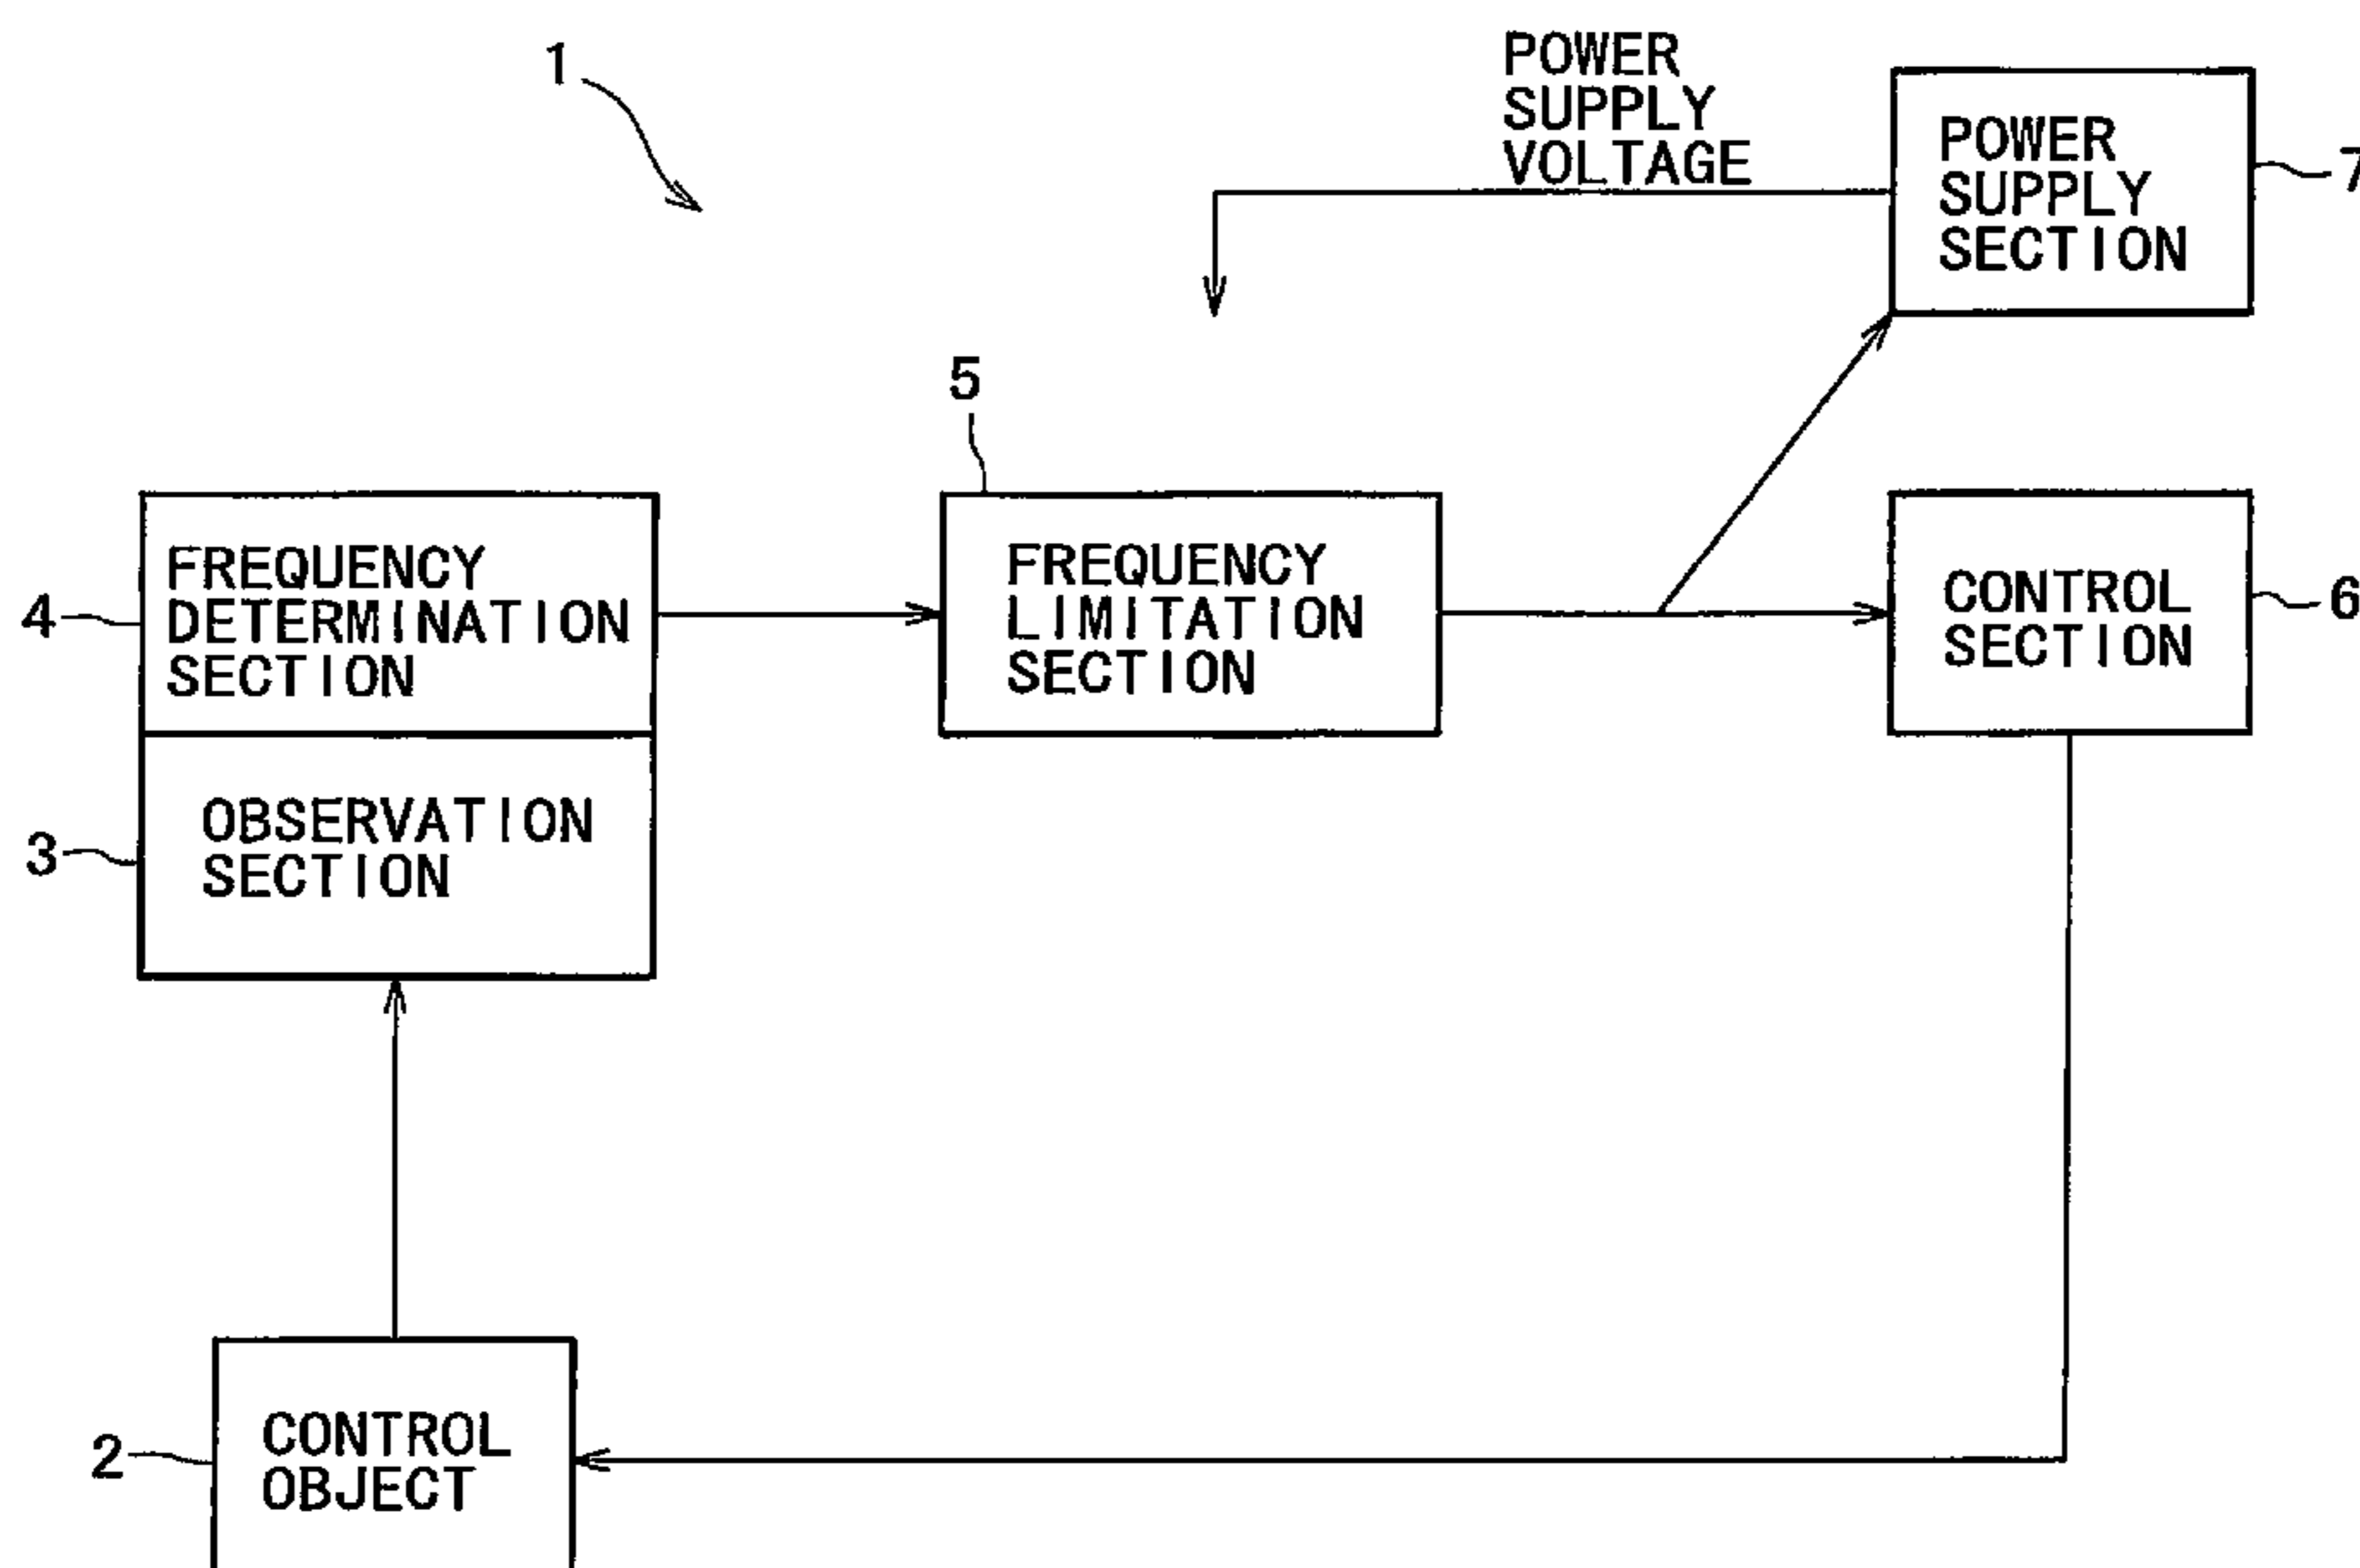 1
POWER
SUPPLY
VOLTAGE
POWER
SUPPLY
SECTION
7
5
4
FREQUENCY
DETERMINATION
SECTION
FREQUENCY
LIMITATION
SECTION
CONTROL
SECTION
6
3
OBSERVATION
SECTION
2
CONTROL
OBJECT